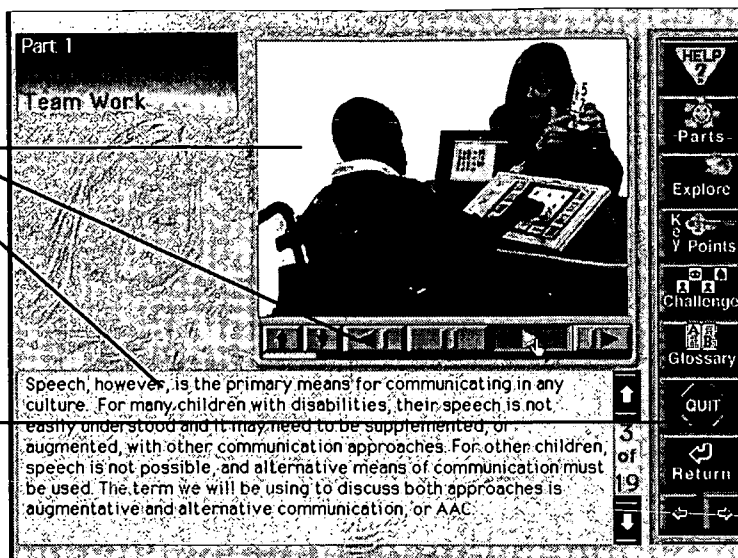 Part 1
Team Work
Speech, however, is the primary means for communicating in any
culture. For many children with disabilities, their speech is not
easily understood and it may need to be supplemented, or
augmented, with other communication approaches. For other children,
speech is not possible, and alternative means of communication must
be used. The term we will be using to discuss both approaches is
augmentative and alternative communication, or AAC.
3
of
19
HELP
?
Parts
Explore
Key Points
Challenge
Glossary
QUIT
Return